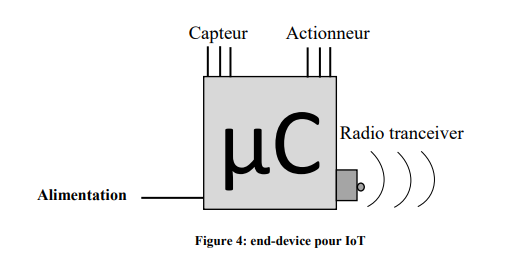 Capteur Actionneur
µC
Radio tranceiver
Alimentation
Figure 4: end-device pour IoT